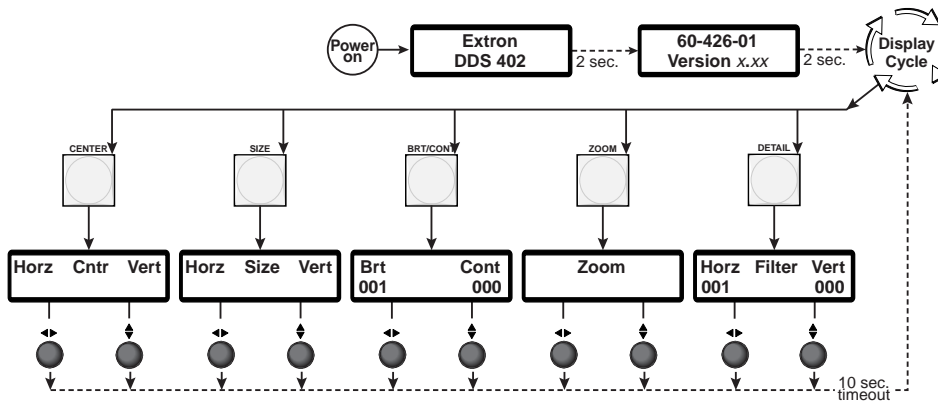 Power
on
Extron
DDS 402
2 sec.
60-426-01
Version x.xx
2 sec.
Display
Cycle
CENTER
SIZE
BRT/CONT
ZOOM
DETAIL
Horz Cntr Vert
Horz Size Vert
Brt Cont
001 000
Zoom
Horz Filter Vert
001 000
10 sec.
timeout